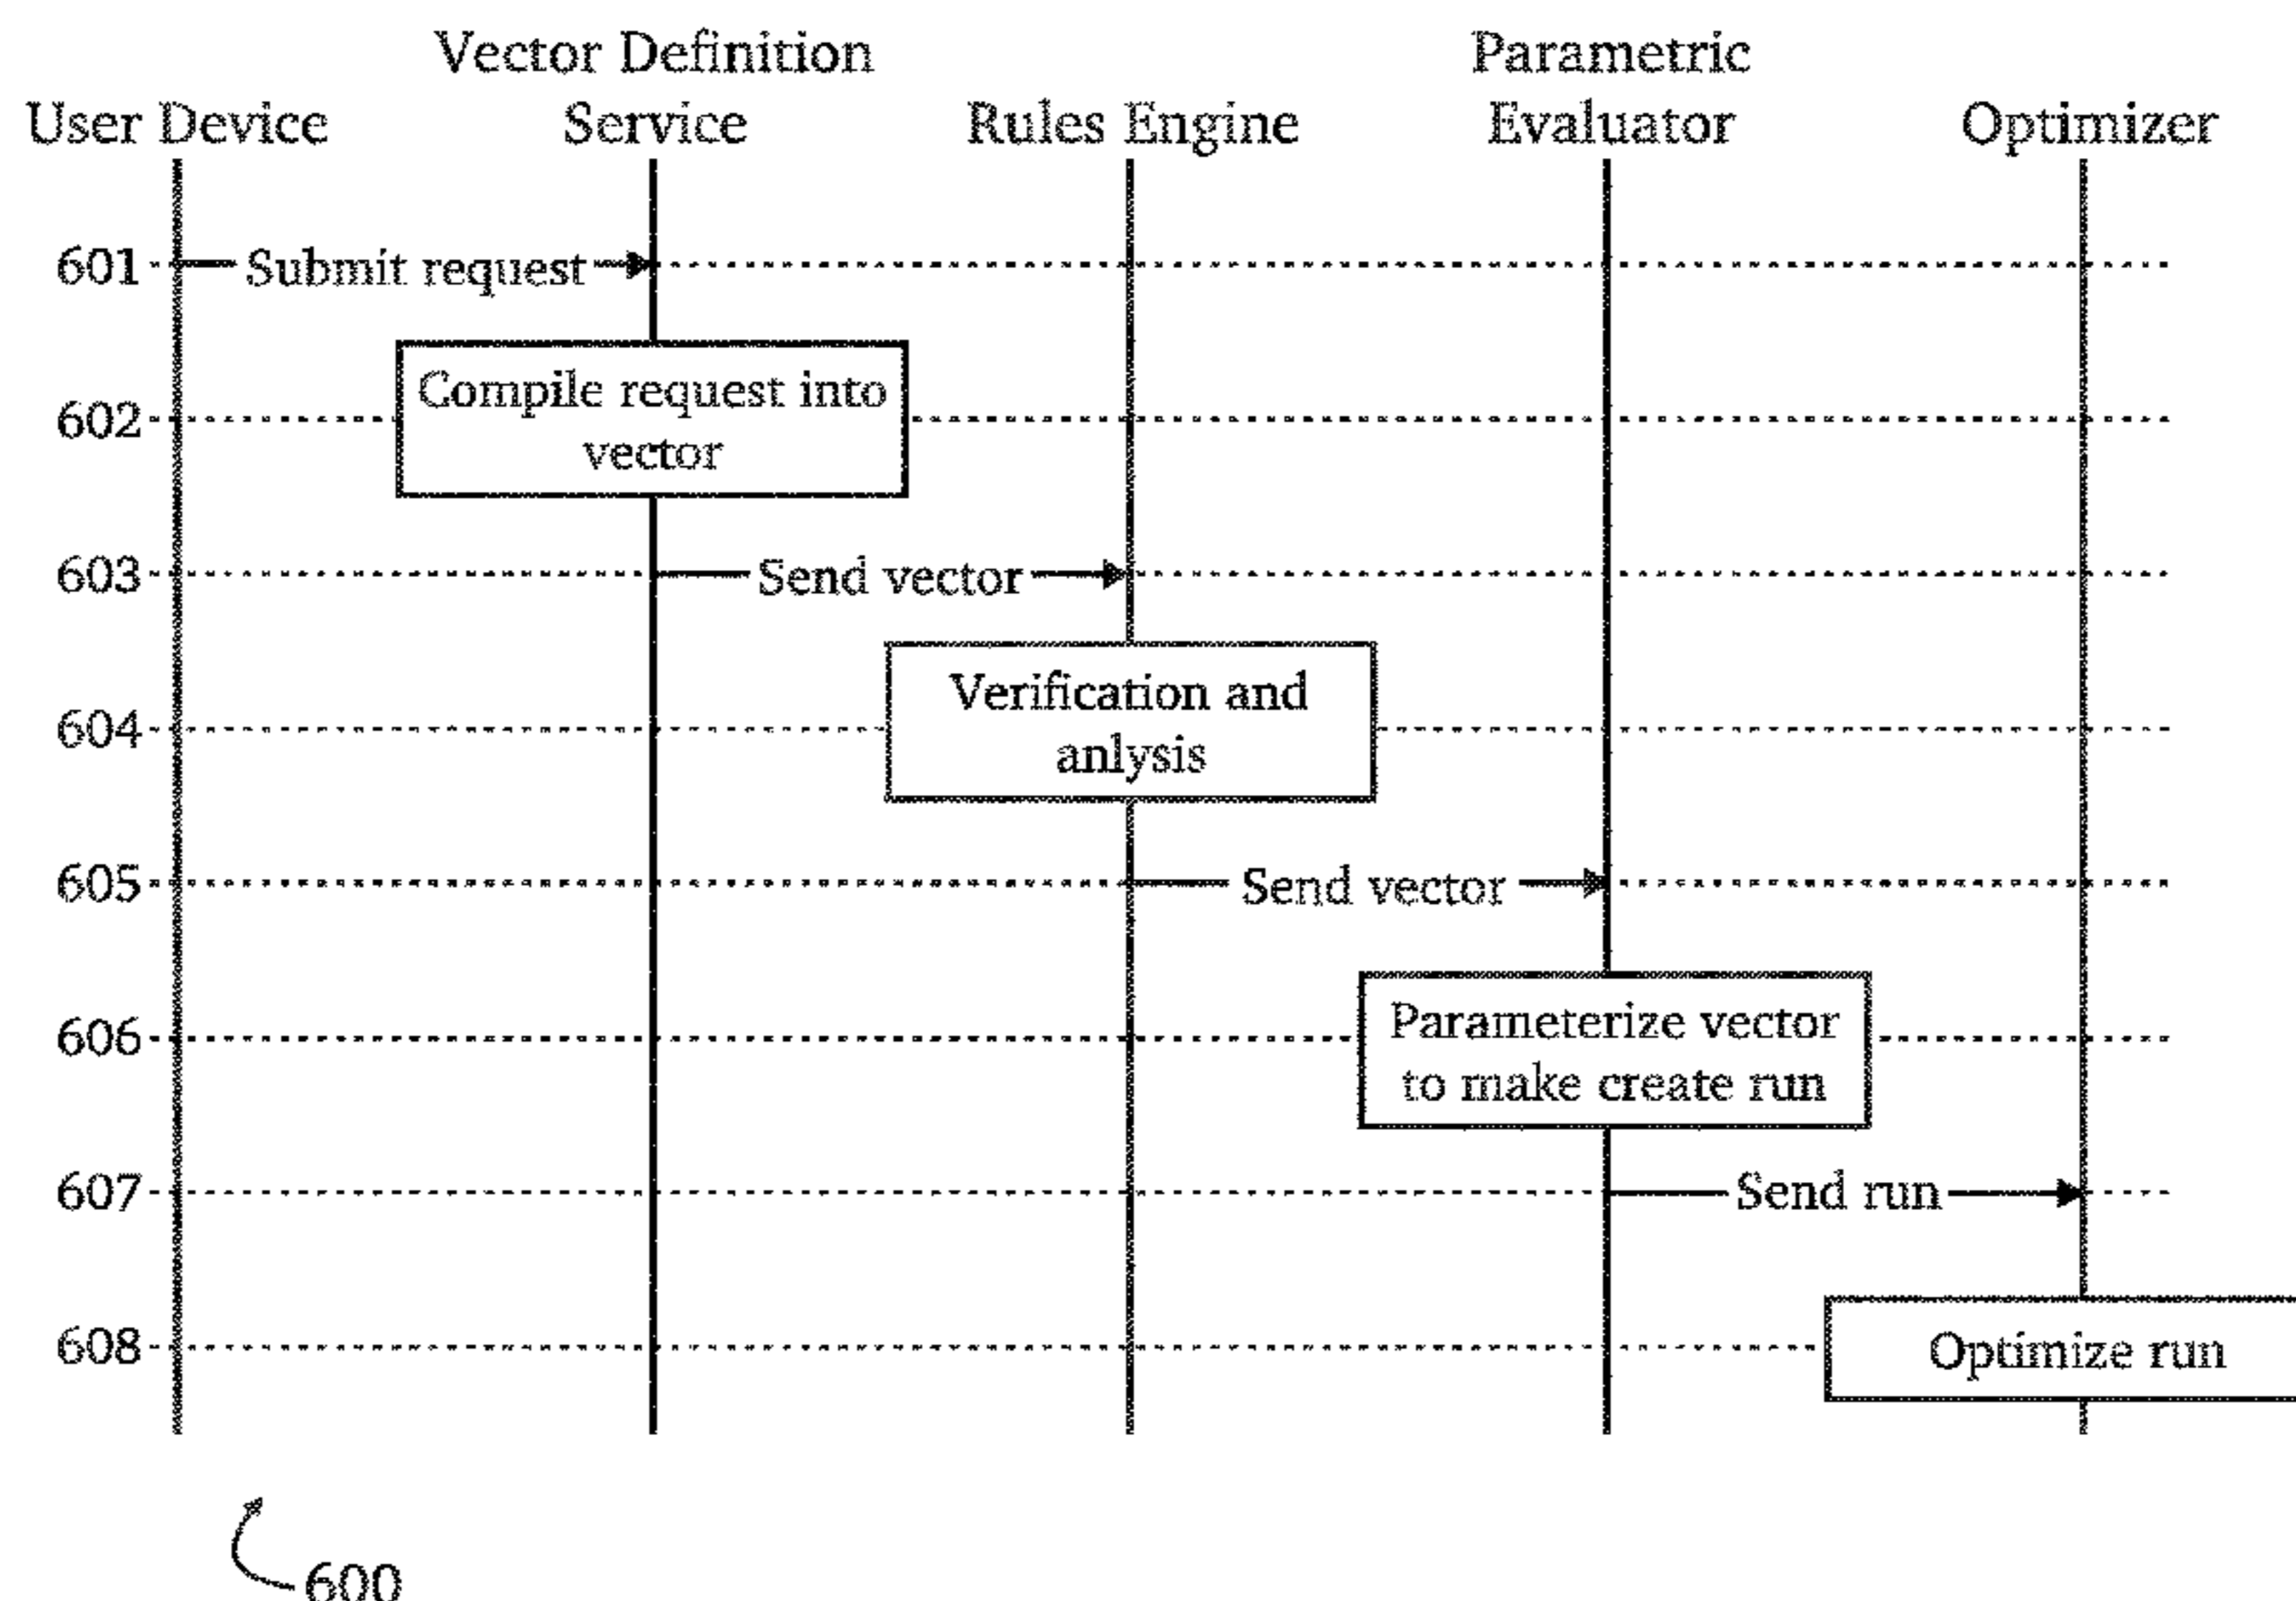 Vector Definition
Parametric
User Device
Service
Rules Engine
Evaluator
Optimizer
601
Submit request
Compile request into
602
vector
603
Send vector
Verification and
604
anlysis
605
Send vector
Parameterize vector
606
to make create run
607
Send run
608
Optimize run
600